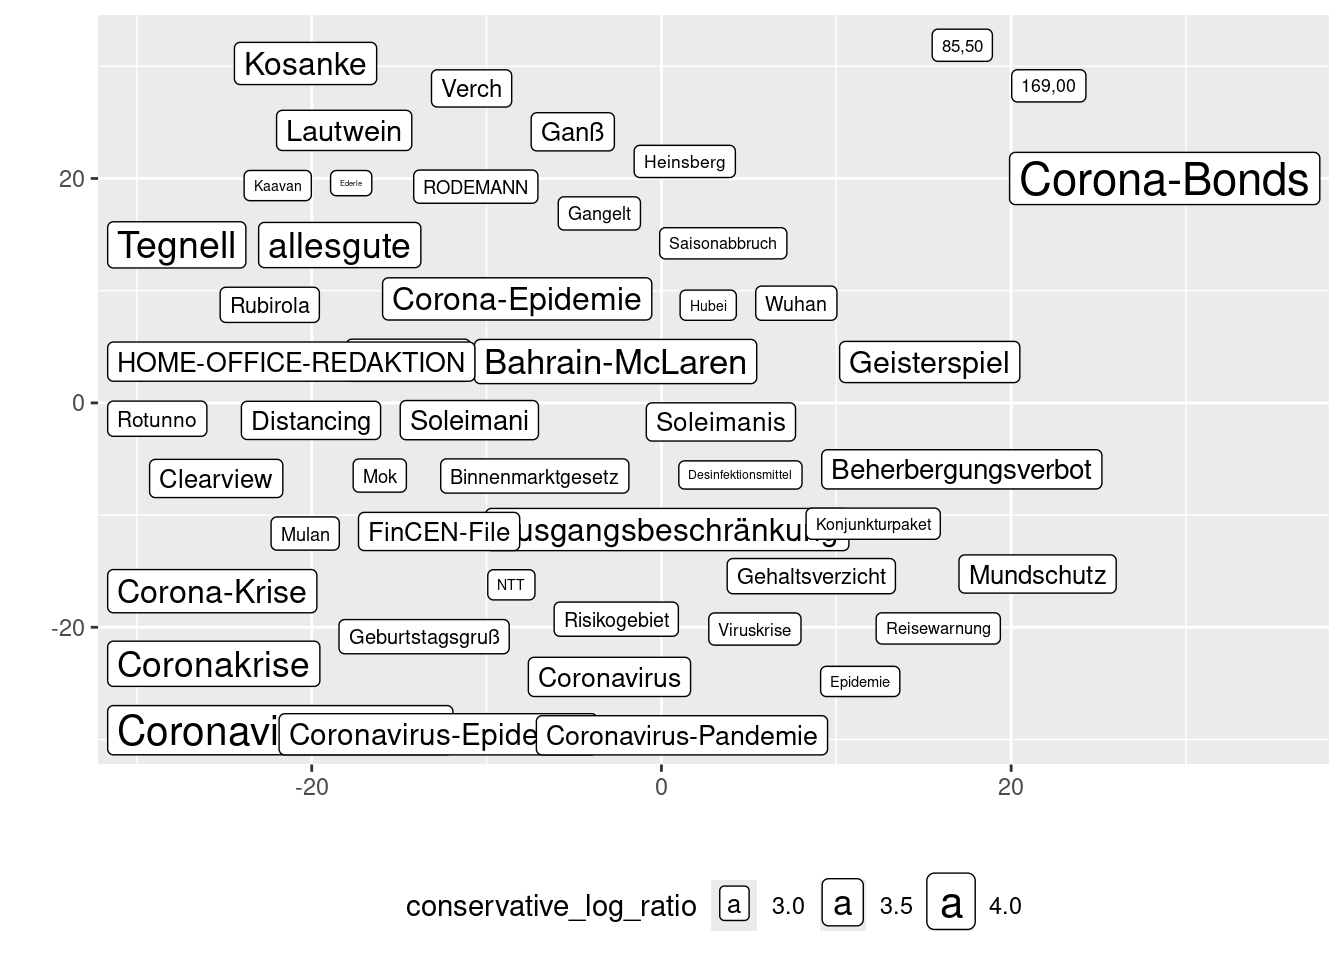 Kosanke
85,50
Verch
169,00
Lautwein
Ganß
Heinsberg
20
Kaavan
Ederle
RODEMANN
Corona-Bonds
Gangelt
Tegnell
allesgute
Saisonabbruch
Rubirola
Corona-Epidemie
Hubei
Wuhan
HOME-OFFICE-REDAKTION
Bahrain-McLaren
Geisterspiel
0
Rotunno
Distancing
Soleimani
Soleimanis
Clearview
Mok
Binnenmarktgesetz
Desinfektionsmittel
Beherbergungsverbot
Mulan
FinCEN-File
usgangsbeschränkung
Konjunkturpaket
Corona-Krise
NTT
Gehaltsverzicht
Mundschutz
-20
Geburtstagsgruß
Risikogebiet
Viruskrise
Reisewarnung
Coronakrise
Coronavirus
Epidemie
Coronavi
Coronavirus-Epide
Coronavirus-Pandemie
-20 0 20
conservative_log_ratio a 3.0 a 3.5 a 4.0